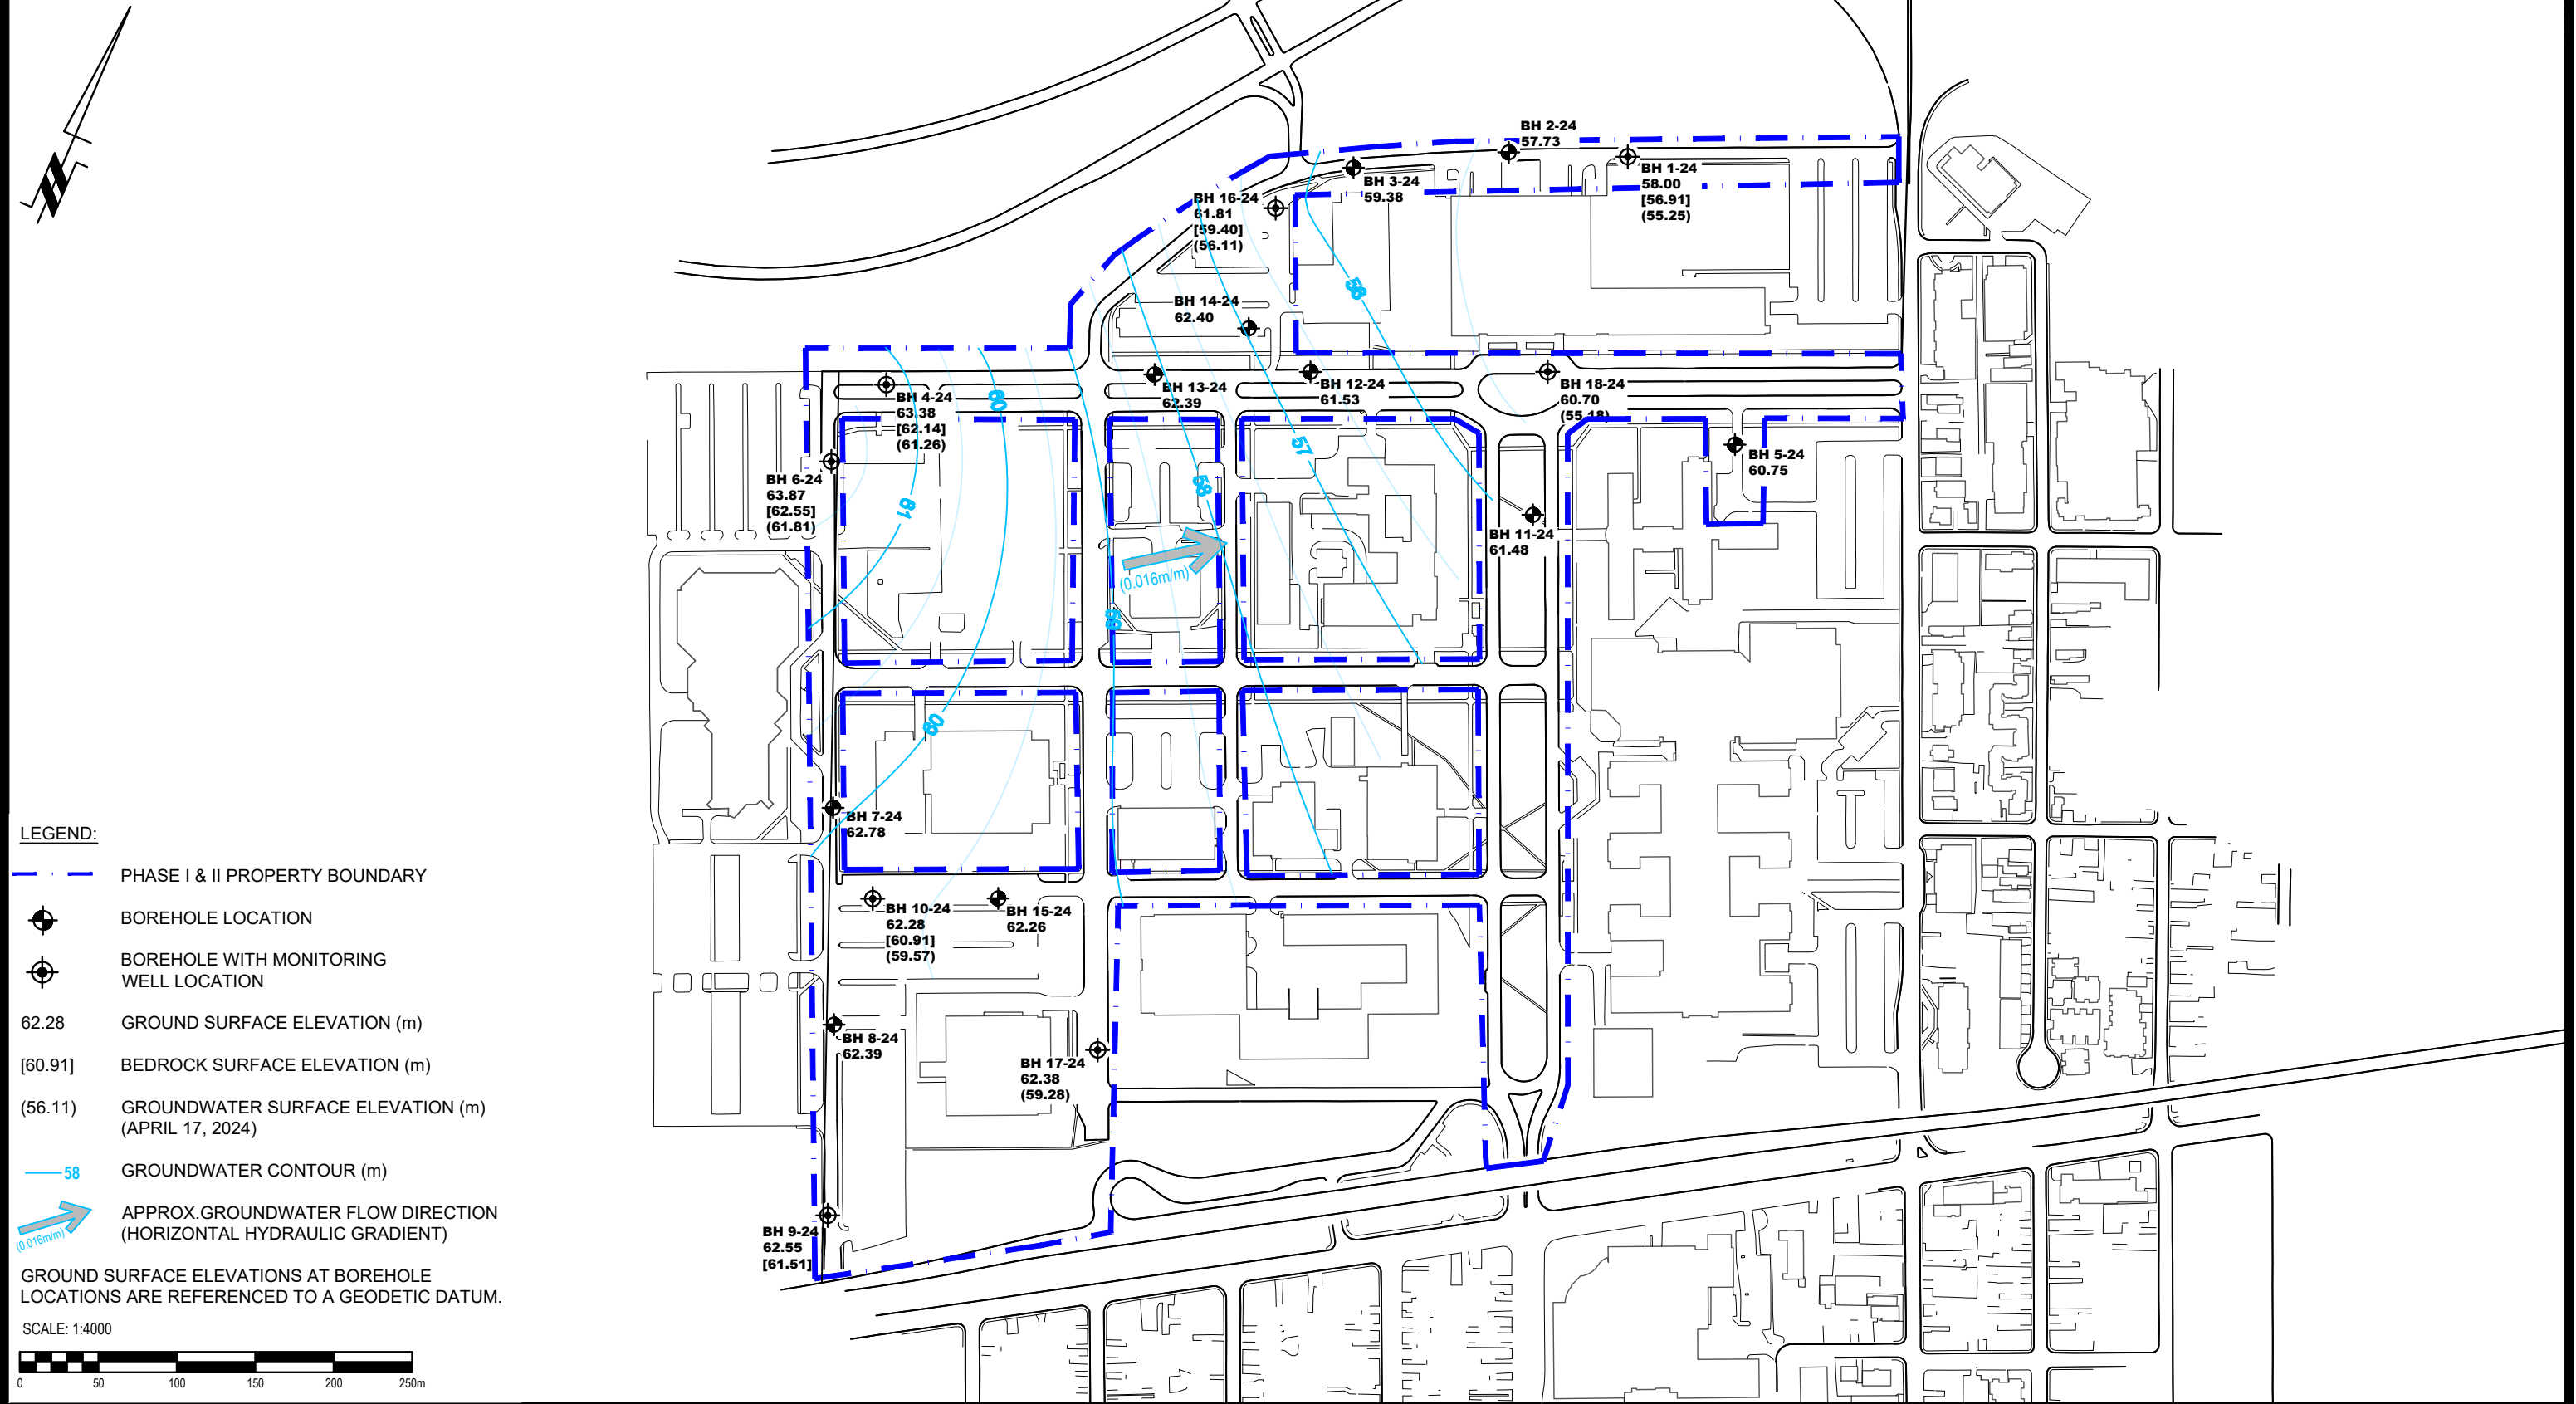 BH 2-24
57.73
BH 1-24
58.00
[56.91]
(55.25)
BH 3-24
59.38
BH 16-24
61.81
[59.40]
(56.11)
56
BH 14-24
62.40
BH 13-24
62.39
BH 12-24
61.53
BH 18-24
60.70
(55.18)
BH 4-24
63.38
[62.14]
(61.26)
60
57
BH 5-24
60.75
BH 6-24
63.87
[62.55]
(61.81)
61
58
BH 11-24
61.48
(0.016m/m)
59
60
BH 7-24
62.78
BH 10-24
62.28
[60.91]
(59.57)
BH 15-24
62.26
BH 8-24
62.39
BH 17-24
62.38
(59.28)
BH 9-24
62.55
[61.51]
LEGEND:
PHASE I & II PROPERTY BOUNDARY
BOREHOLE LOCATION
BOREHOLE WITH MONITORING
WELL LOCATION
62.28 GROUND SURFACE ELEVATION (m)
[60.91] BEDROCK SURFACE ELEVATION (m)
(56.11) GROUNDWATER SURFACE ELEVATION (m)
(APRIL 17, 2024)
58 GROUNDWATER CONTOUR (m)
APPROX.GROUNDWATER FLOW DIRECTION
(HORIZONTAL HYDRAULIC GRADIENT)
(0.016m/m)
GROUND SURFACE ELEVATIONS AT BOREHOLE
LOCATIONS ARE REFERENCED TO A GEODETIC DATUM.
SCALE: 1:4000
0 50 100 150 200 250m